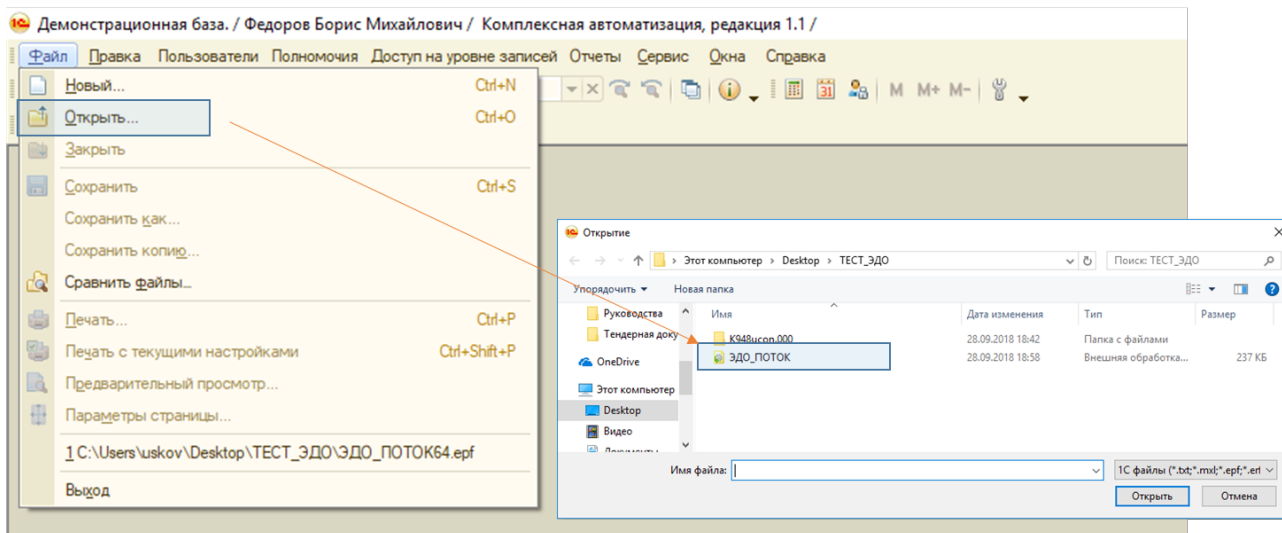 Демонстрационная база. / Федоров Борис Михайлович / Комплексная автоматизация, редакция 1.1 /
Файл Правка Пользователи Полномочия Доступ на уровне записей Отчеты Сервис Окна Справка
Новый... Ctrl+N
M M+ M-
31
Открыть... Ctrl+O
Закрыть
Сохранить Ctrl+S
Сохранить как...
Сохранить копию...
Сравнить файлы...
Печать... Ctrl+P
Печать с текущими настройками Ctrl+Shift+P
Предварительный просмотр...
Параметры страницы...
1 C:\Users\uskov\Desktop\ТЕСТ_ЭДО\ЭДО_ПОТОК64.epf
Выход
Открытие
Этот компьютер > Desktop > ТЕСТ_ЭДО
Поиск: ТЕСТ_ЭДО
Упорядочить Новая папка
Имя Дата изменения Тип Размер
Руководства
Тендерная доку
OneDrive
Этот компьютер
Desktop
Видео
Документы
K948ucon.000 28.09.2018 18:42 Папка с файлами
ЭДО_ПОТОК 28.09.2018 18:58 Внешняя обработка... 237 КБ
Имя файла:
1С файлы (*.txt;*.mxl;*.epf;*.erf
Открыть Отмена